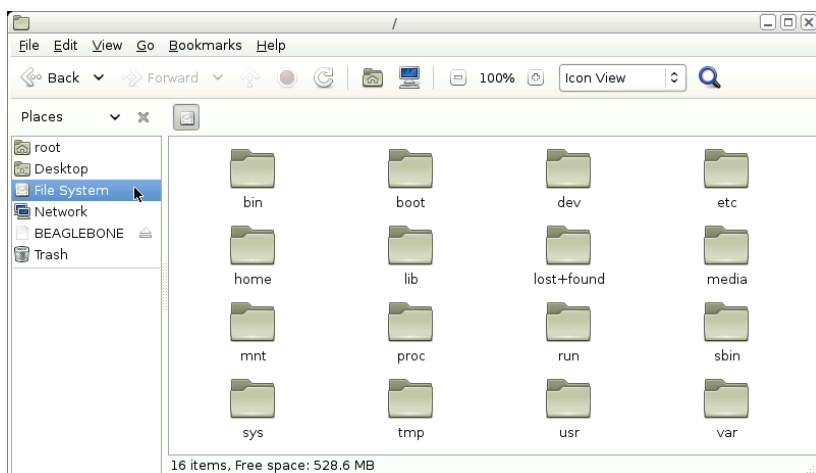 /
File Edit View Go Bookmarks Help
Back Forward 100% Icon View
Places
root
Desktop
File System
Network
BEAGLEBONE
Trash
bin boot dev etc
home lib lost+found media
mnt proc run sbin
sys tmp usr var
16 items, Free space: 528.6 MB